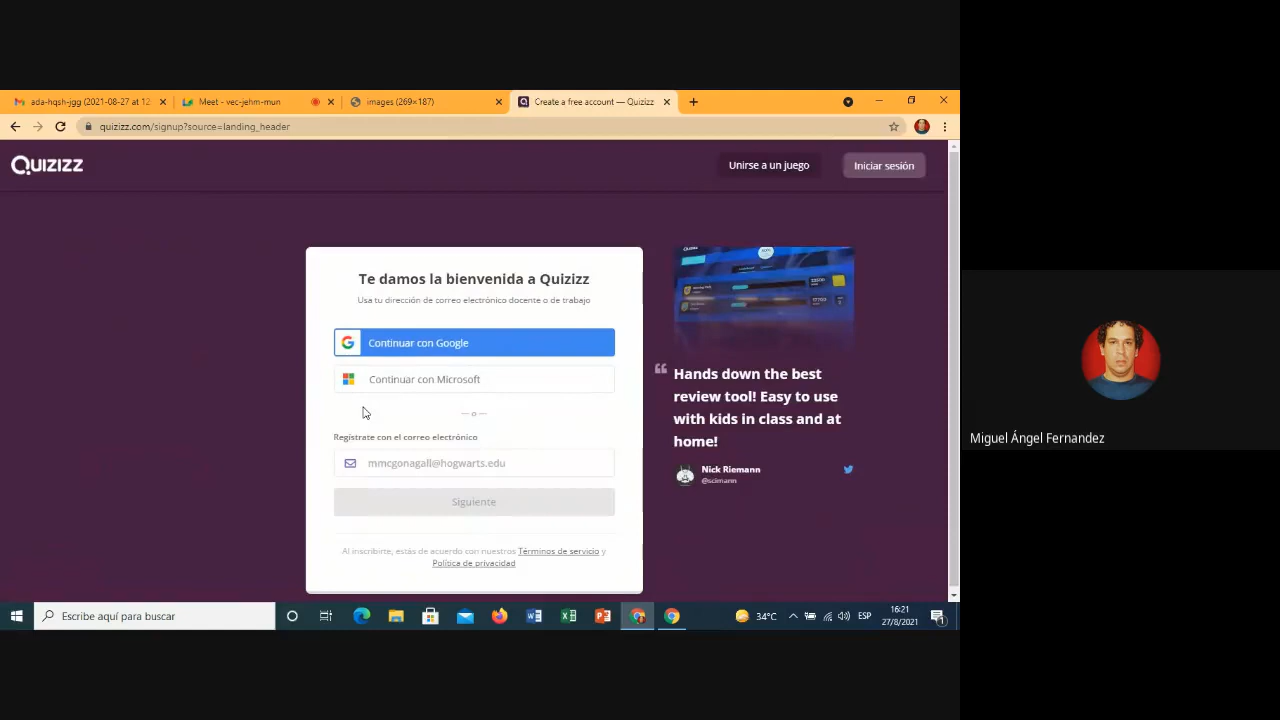 ada-hqsh-jgg (2021-08-27 at 12
Meet - vec-jehm-mun
images (269×187)
Create a free account — Quizizz
quizizz.com/signup?source=landing_header
Quizizz
Unirse a un juego
Iniciar sesión
Te damos la bienvenida a Quizizz
Usa tu dirección de correo electrónico docente o de trabajo
Continuar con Google
Continuar con Microsoft
— o —
Regístrate con el correo electrónico
mmcgonagall@hogwarts.edu
Siguiente
Al inscribirte, estás de acuerdo con nuestros Términos de servicio y
Política de privacidad
Hands down the best
review tool! Easy to use
with kids in class and at
home!
Nick Riemann
@scimann
Miguel Ángel Fernandez
Escribe aquí para buscar
34°C
ESP
16:21
27/8/2021
1